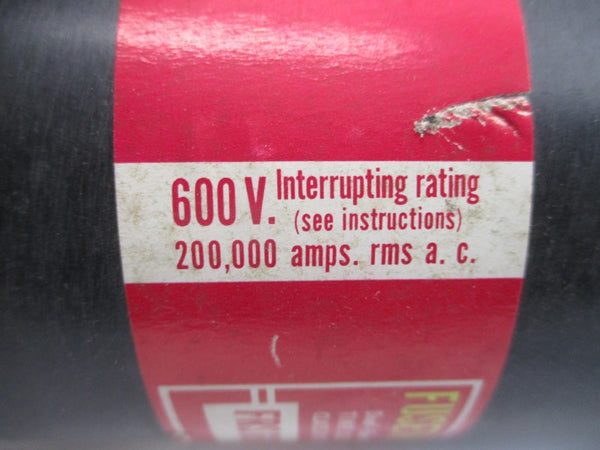 600 V. Interrupting rating
(see instructions)
200,000 amps. rms a. c.